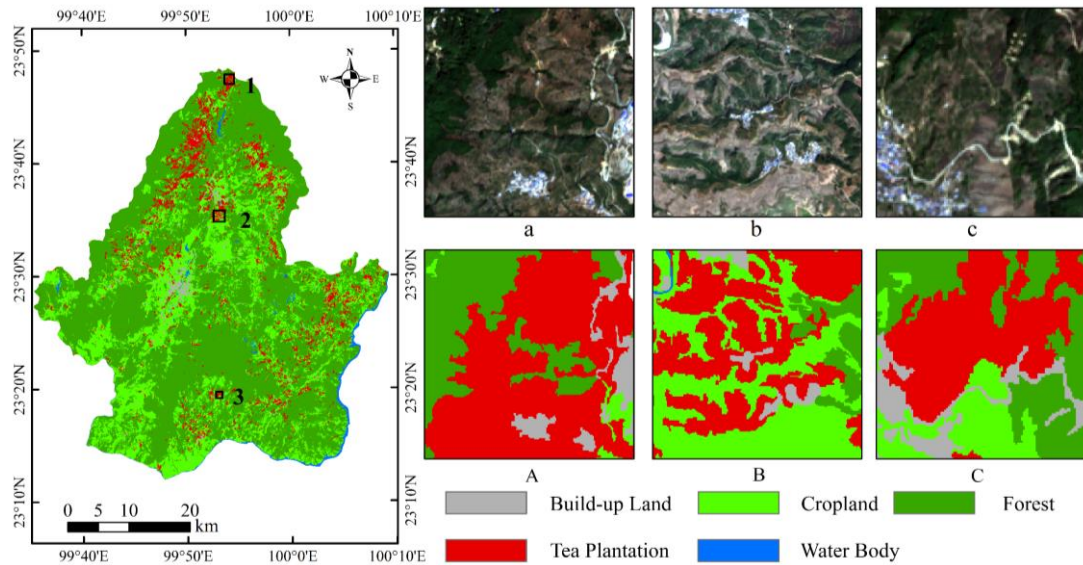 99°40'E 99°50'E 100°0'E 100°10'E
23°50'N
23°40'N
23°30'N
23°20'N
23°10'N
N
W E
S
1
2
3
0 5 10 20
km
99°40'E 99°50'E 100°0'E 100°10'E
23°50'N
23°40'N
23°30'N
23°20'N
23°10'N
a b c
A B C
Build-up Land Cropland Forest
Tea Plantation Water Body